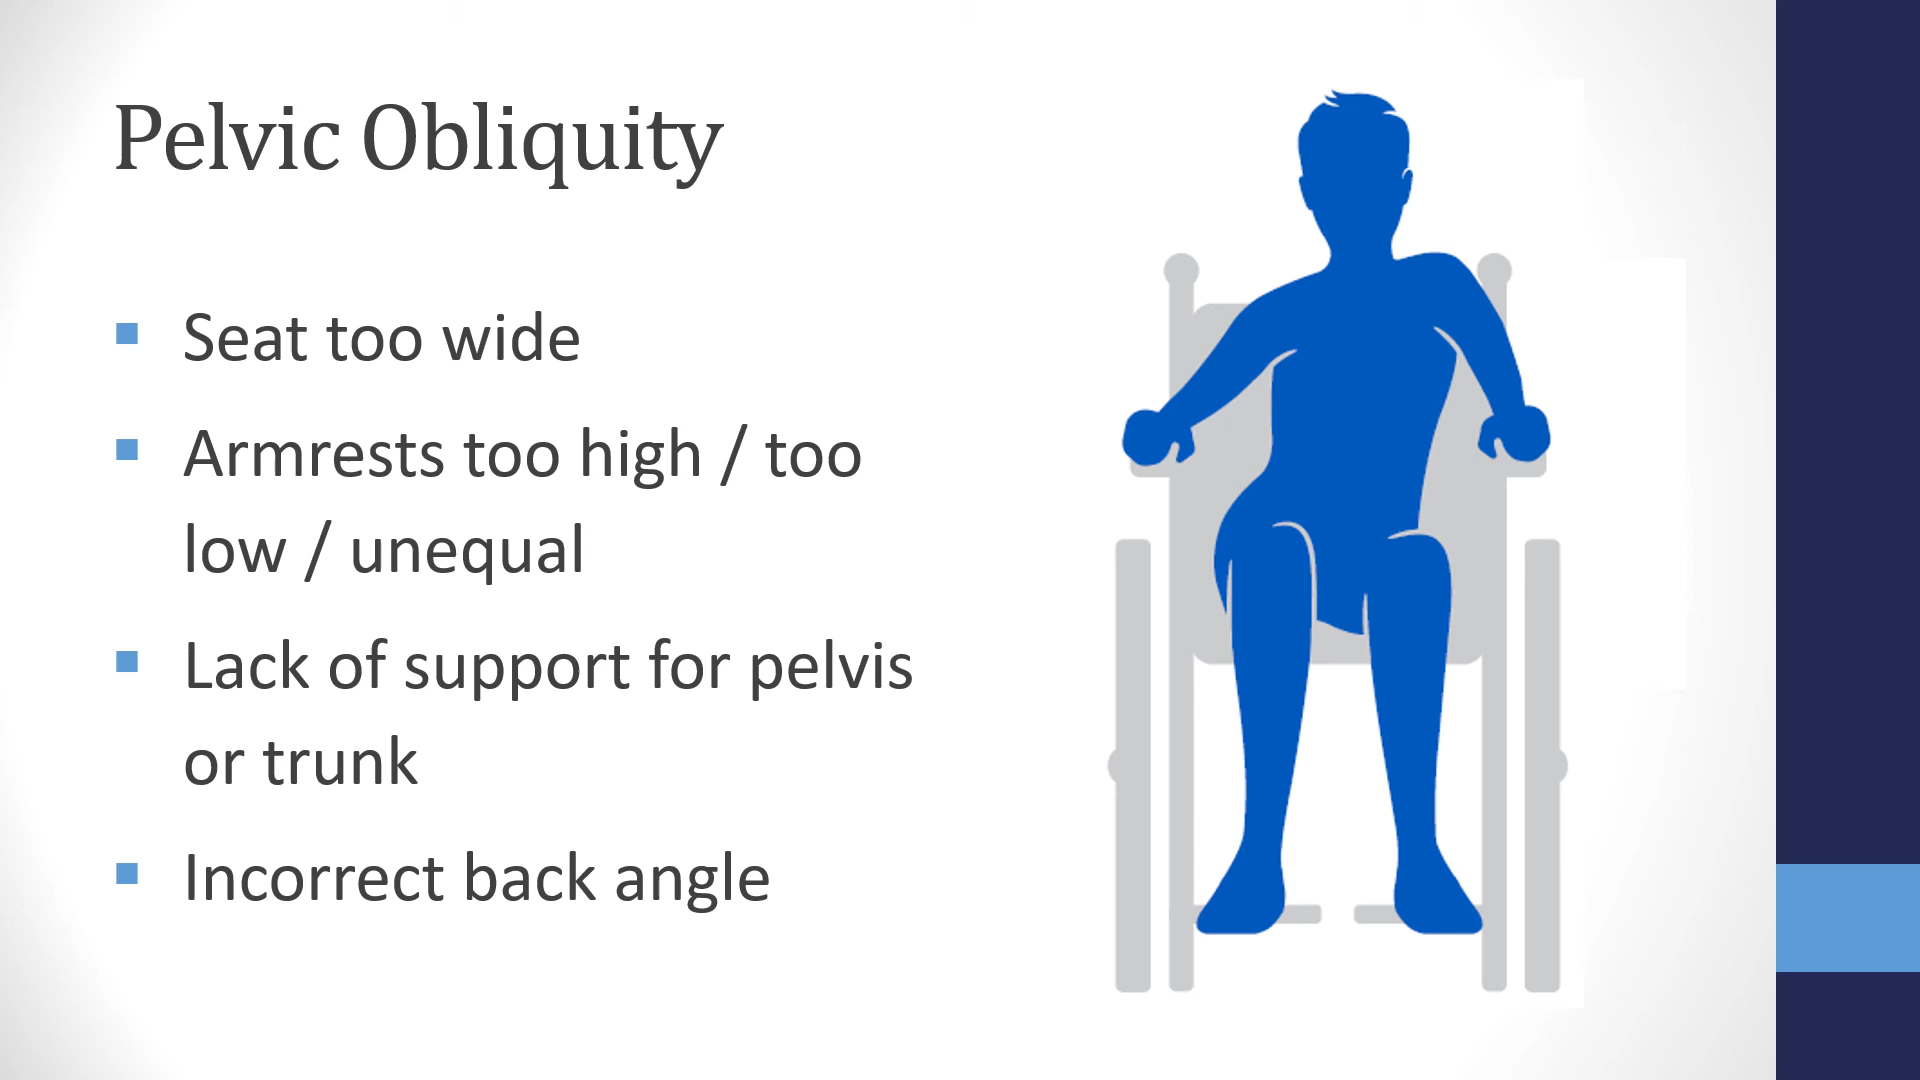 Pelvic Obliquity
Seat too wide
Armrests too high / too
low / unequal
Lack of support for pelvis
or trunk
Incorrect back angle